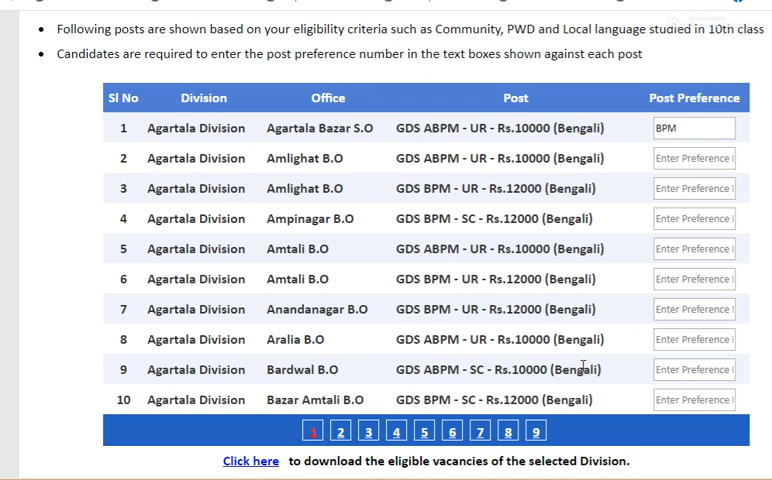 Following posts are shown based on your eligibility criteria such as Community, PWD and Local language studied in 10th class
Candidates are required to enter the post preference number in the text boxes shown against each post
Sl No Division Office Post Post Preference
1 Agartala Division Agartala Bazar S.O GDS ABPM - UR - Rs.10000 (Bengali) BPM
2 Agartala Division Amlighat B.O GDS ABPM - UR - Rs.10000 (Bengali) Enter Preference
3 Agartala Division Amlighat B.O GDS BPM - UR - Rs.12000 (Bengali) Enter Preference
4 Agartala Division Ampinagar B.O GDS BPM - SC - Rs.12000 (Bengali) Enter Preference
5 Agartala Division Amtali B.O GDS ABPM - UR - Rs.10000 (Bengali) Enter Preference
6 Agartala Division Amtali B.O GDS BPM - UR - Rs.12000 (Bengali) Enter Preference
7 Agartala Division Anandanagar B.O GDS BPM - UR - Rs.12000 (Bengali) Enter Preference
8 Agartala Division Aralia B.O GDS ABPM - UR - Rs.10000 (Bengali) Enter Preference
9 Agartala Division Bardwal B.O GDS ABPM - SC - Rs.10000 (Bengali) Enter Preference
10 Agartala Division Bazar Amtali B.O GDS BPM - SC - Rs.12000 (Bengali) Enter Preference
1 2 3 4 5 6 7 8 9
Click here to download the eligible vacancies of the selected Division.